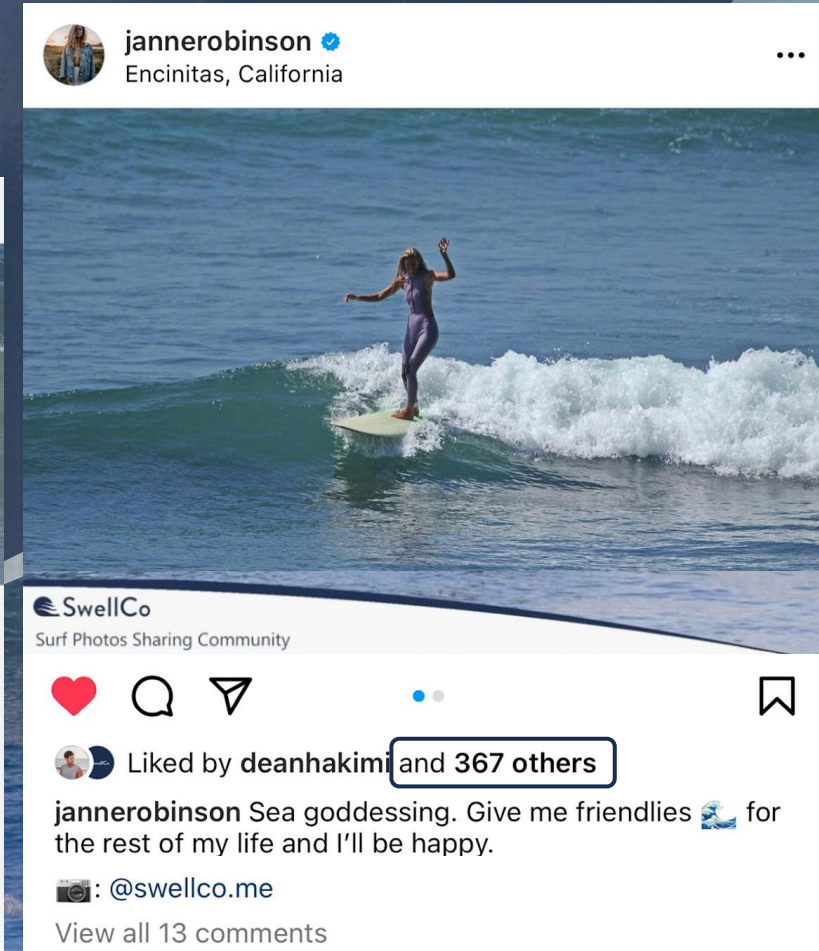 jannerobinson
Encinitas, California
SwellCo
Surf Photos Sharing Community
Liked by deanhakimi and 367 others
jannerobinson Sea goddessing. Give me friendlies 🌊 for
the rest of my life and I’ll be happy.
📷: @swellco.me
View all 13 comments